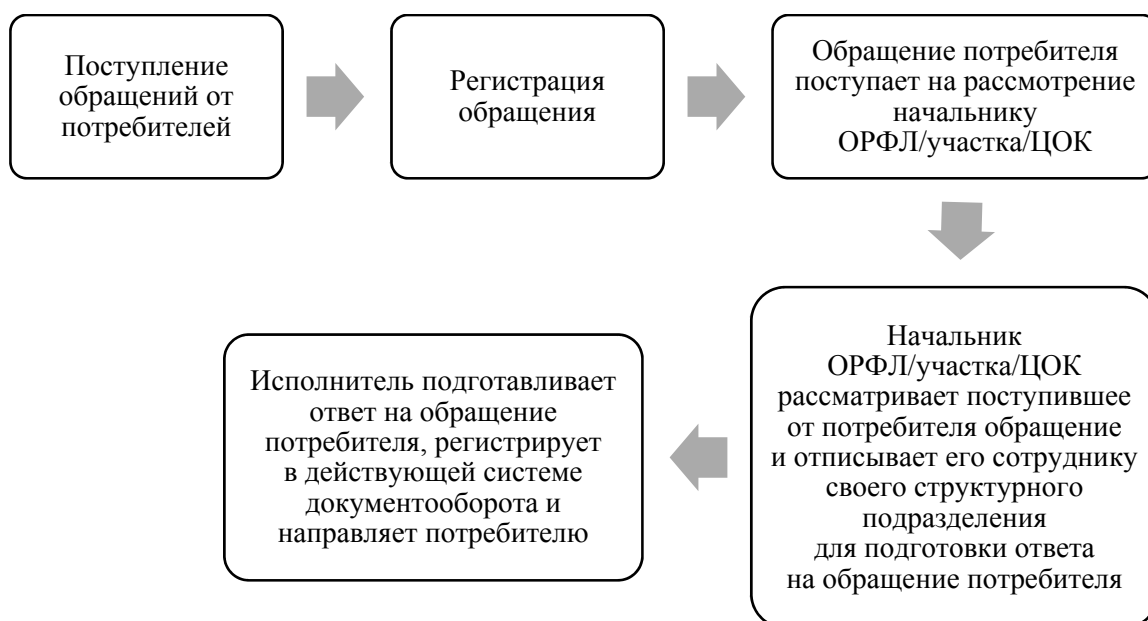 Поступление
обращений от
потребителей
Регистрация
обращения
Обращение потребителя
поступает на рассмотрение
начальнику
ОРФЛ/участка/ЦОК
Начальник
ОРФЛ/участка/ЦОК
рассматривает поступившее
от потребителя обращение
и отписывает его сотруднику
своего структурного
подразделения
для подготовки ответа
на обращение потребителя
Исполнитель подготавливает
ответ на обращение
потребителя, регистрирует
в действующей системе
документооборота и
направляет потребителю